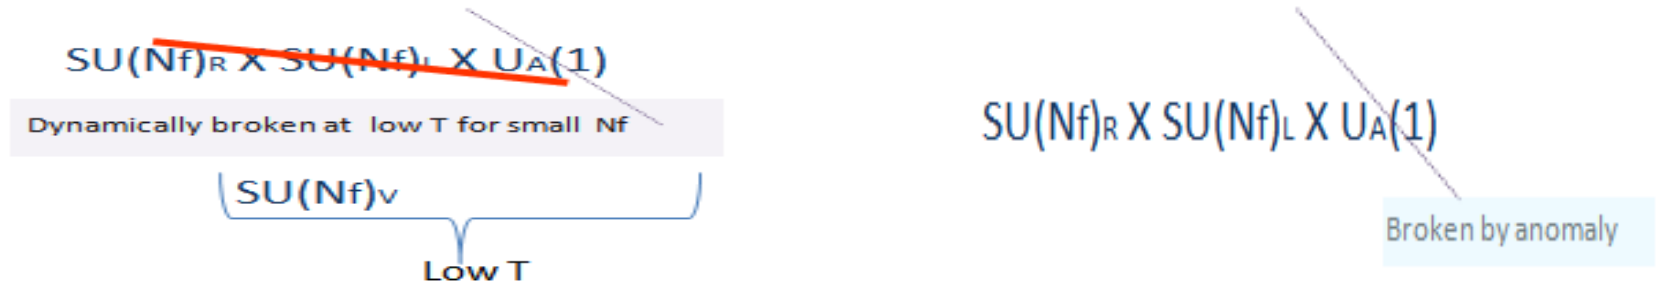 SU(Nf)R X SU(Nf)L X UA(1)
Dynamically broken at low T for small Nf
SU(Nf)V
Low T
SU(Nf)R X SU(Nf)L X UA(1)
Broken by anomaly